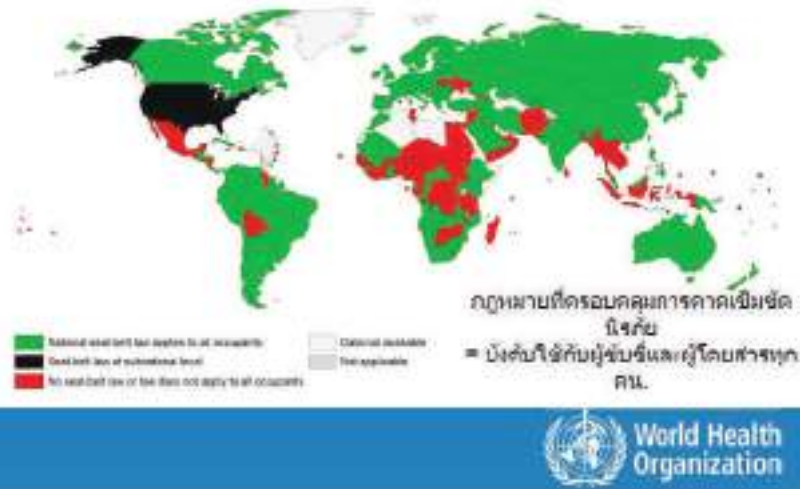 กฎหมายที่ครอบคลุมการคาดเข็มขัด
นิรภัย
= บังคับใช้กับผู้ขับขี่และผู้โดยสารทุก
คน.
National seat-belt law applies to all occupants
Seat-belt law at subnational level
No seat-belt law or law does not apply to all occupants
Data not available
Not applicable
World Health
Organization